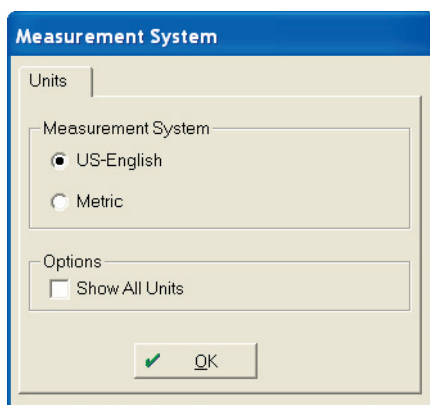 Measurement System
Units
Measurement System
US-English
Metric
Options
Show All Units
OK